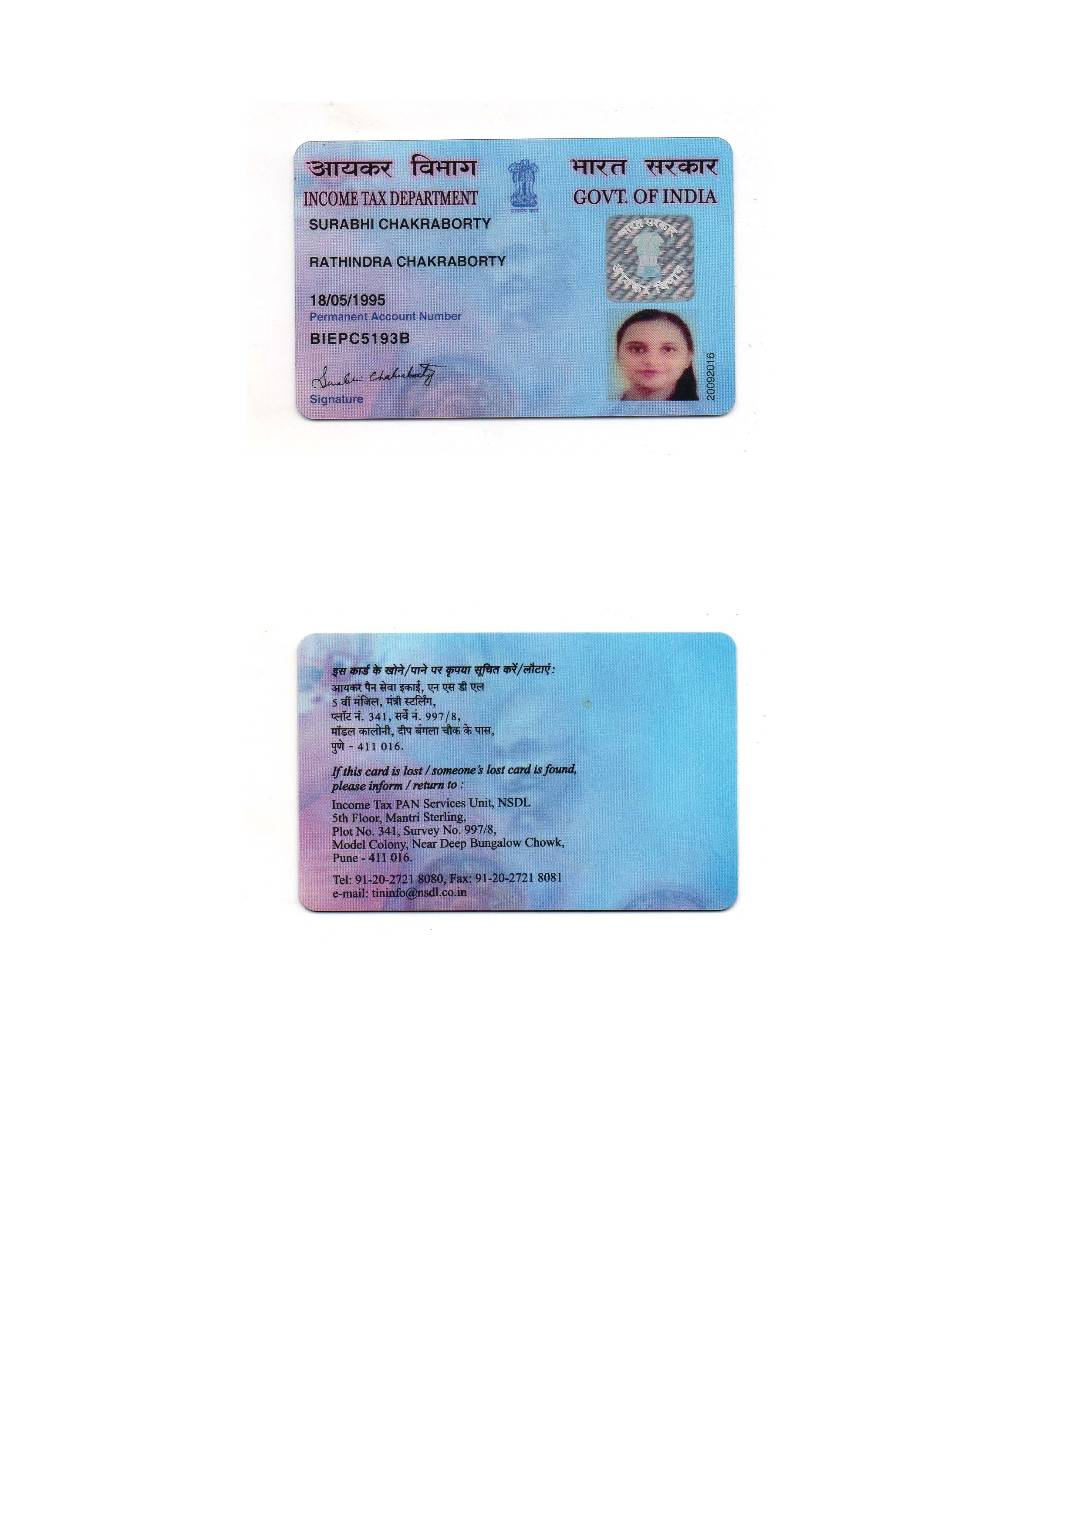 आयकर विभाग
INCOME TAX DEPARTMENT
भारत सरकार
GOVT. OF INDIA
SURABHI CHAKRABORTY
RATHINDRA CHAKRABORTY
18/05/1995
Permanent Account Number
BIEPC5193B
Surabhi Chakraborty
Signature
भारत सरकार
आयकर विभाग
20092016
इस कार्ड के खोने/पाने पर कृपया सूचित करें/लौटाएं:
आयकर पैन सेवा इकाई, एन एस डी एल
5 वीं मंजिल, मंत्री स्टर्लिंग,
प्लॉट नं. 341, सर्वे नं. 997/8,
मॉडल कालोनी, दीप बंगला चौक के पास,
पुणे - 411 016.
If this card is lost / someone's lost card is found,
please inform / return to :
Income Tax PAN Services Unit, NSDL
5th Floor, Mantri Sterling,
Plot No. 341, Survey No. 997/8,
Model Colony, Near Deep Bungalow Chowk,
Pune - 411 016.
Tel: 91-20-2721 8080, Fax: 91-20-2721 8081
e-mail: tininfo@nsdl.co.in